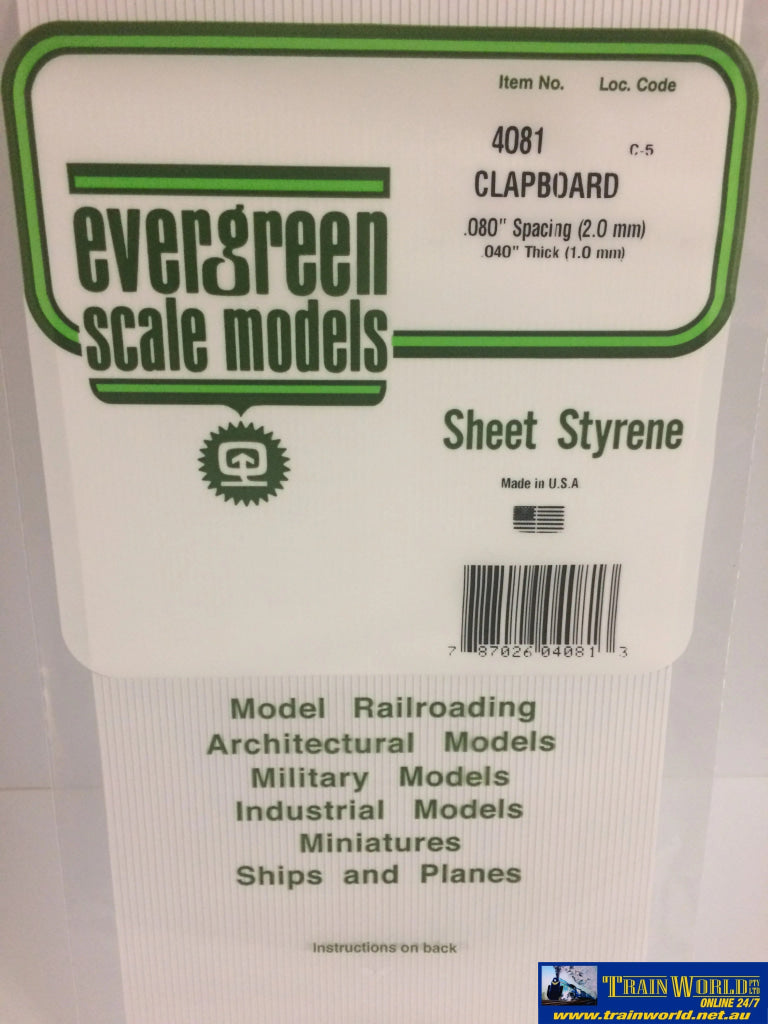 Item No. Loc. Code
4081 C-5
CLAPBOARD
.080" Spacing (2.0 mm)
.040" Thick (1.0 mm)
evergreen
scale models
Sheet Styrene
Made in U.S.A
7 87026 04081 3
Model Railroading
Architectural Models
Military Models
Industrial Models
Miniatures
Ships and Planes
Instructions on back
TRAIN WORLD PTY LTD
ONLINE 24/7
www.trainworld.net.au